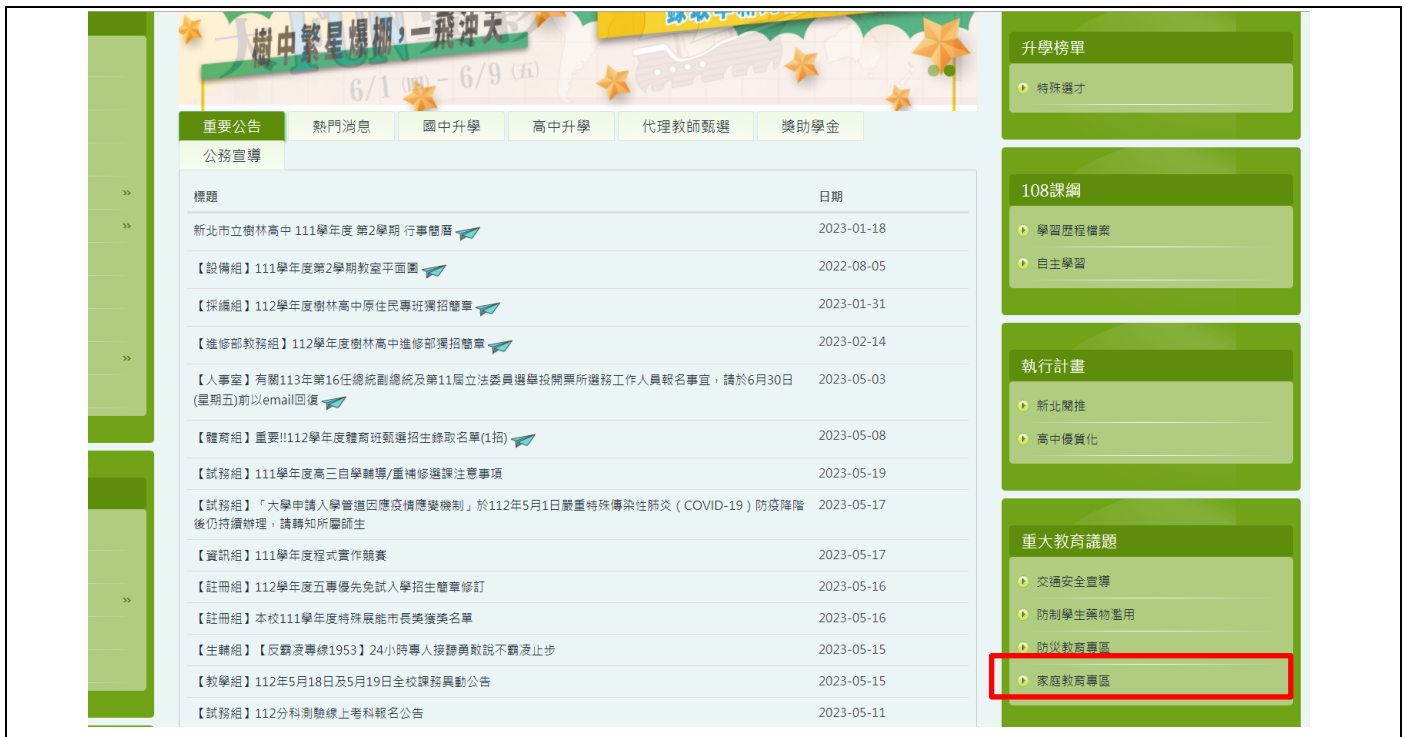 樹中繁星爆棚，一飛沖天
6/1 (四) - 6/9 (五)
重要公告
熱門消息
國中升學
高中升學
代理教師甄選
獎助學金
公務宣導
標題
日期
新北市立樹林高中 111學年度 第2學期 行事簡曆
2023-01-18
【設備組】111學年度第2學期教室平面圖
2022-08-05
【採編組】112學年度樹林高中原住民專班獨招簡章
2023-01-31
【進修部教務組】112學年度樹林高中進修部獨招簡章
2023-02-14
【人事室】有關113年第16任總統副總統及第11屆立法委員選舉投開票所選務工作人員報名事宜，請於6月30日
(星期五)前以email回復
2023-05-03
【體育組】重要!!112學年度體育班甄選招生錄取名單(1招)
2023-05-08
【試務組】111學年度高三自學輔導/重補修選課注意事項
2023-05-19
【試務組】「大學申請入學管道因應疫情應變機制」於112年5月1日嚴重特殊傳染性肺炎（COVID-19）防疫降階
後仍持續辦理，請轉知所屬師生
2023-05-17
【資訊組】111學年度程式實作競賽
2023-05-17
【註冊組】112學年度五專優先免試入學招生簡章修訂
2023-05-16
【註冊組】本校111學年度特殊展能市長獎獲獎名單
2023-05-16
【生輔組】【反霸凌專線1953】24小時專人接聽勇敢說不霸凌止步
2023-05-15
【教學組】112年5月18日及5月19日全校課務異動公告
2023-05-15
【試務組】112分科測驗線上考科報名公告
2023-05-11
升學榜單
特殊選才
108課綱
學習歷程檔案
自主學習
執行計畫
新北閱推
高中優質化
重大教育議題
交通安全宣導
防制學生藥物濫用
防災教育專區
家庭教育專區